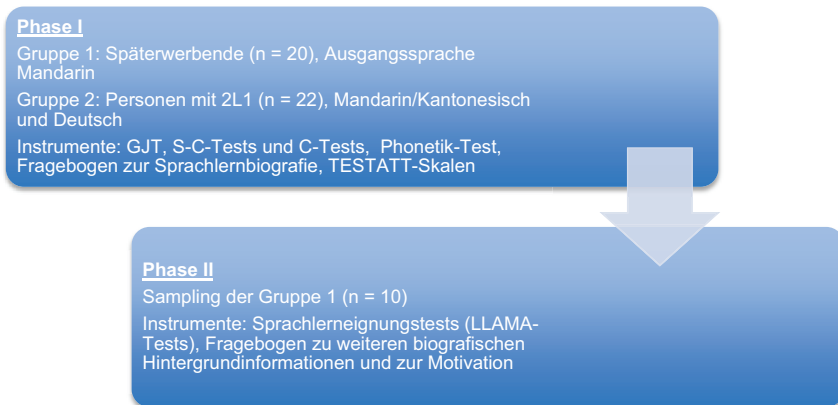 Phase I
Gruppe 1: Späterwerbende (n = 20), Ausgangssprache
Mandarin
Gruppe 2: Personen mit 2L1 (n = 22), Mandarin/Kantonesisch
und Deutsch
Instrumente: GJT, S-C-Tests und C-Tests, Phonetik-Test,
Fragebogen zur Sprachlernbiografie, TESTATT-Skalen
Phase II
Sampling der Gruppe 1 (n = 10)
Instrumente: Sprachlerneignungstests (LLAMA-
Tests), Fragebogen zu weiteren biografischen
Hintergrundinformationen und zur Motivation